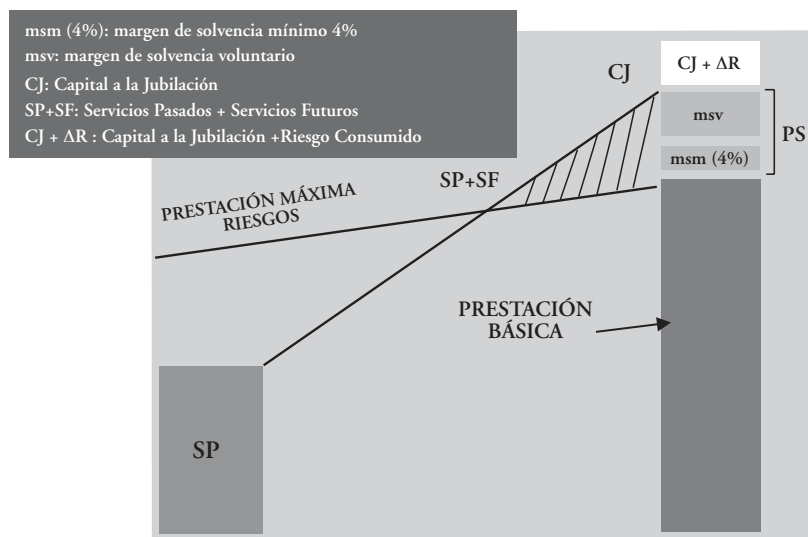 msm (4%): margen de solvencia mínimo 4%
msv: margen de solvencia voluntario
CJ: Capital a la Jubilación
SP+SF: Servicios Pasados + Servicios Futuros
CJ + ΔR : Capital a la Jubilación +Riesgo Consumido
CJ
CJ + ΔR
msv
PS
msm (4%)
SP+SF
PRESTACIÓN MÁXIMA
RIESGOS
PRESTACIÓN
BÁSICA
SP